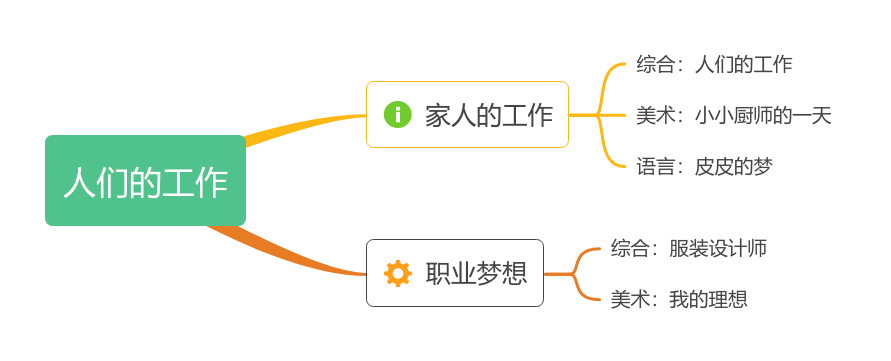 人们的工作
家人的工作
综合：人们的工作
美术：小小厨师的一天
语言：皮皮的梦
职业梦想
综合：服装设计师
美术：我的理想